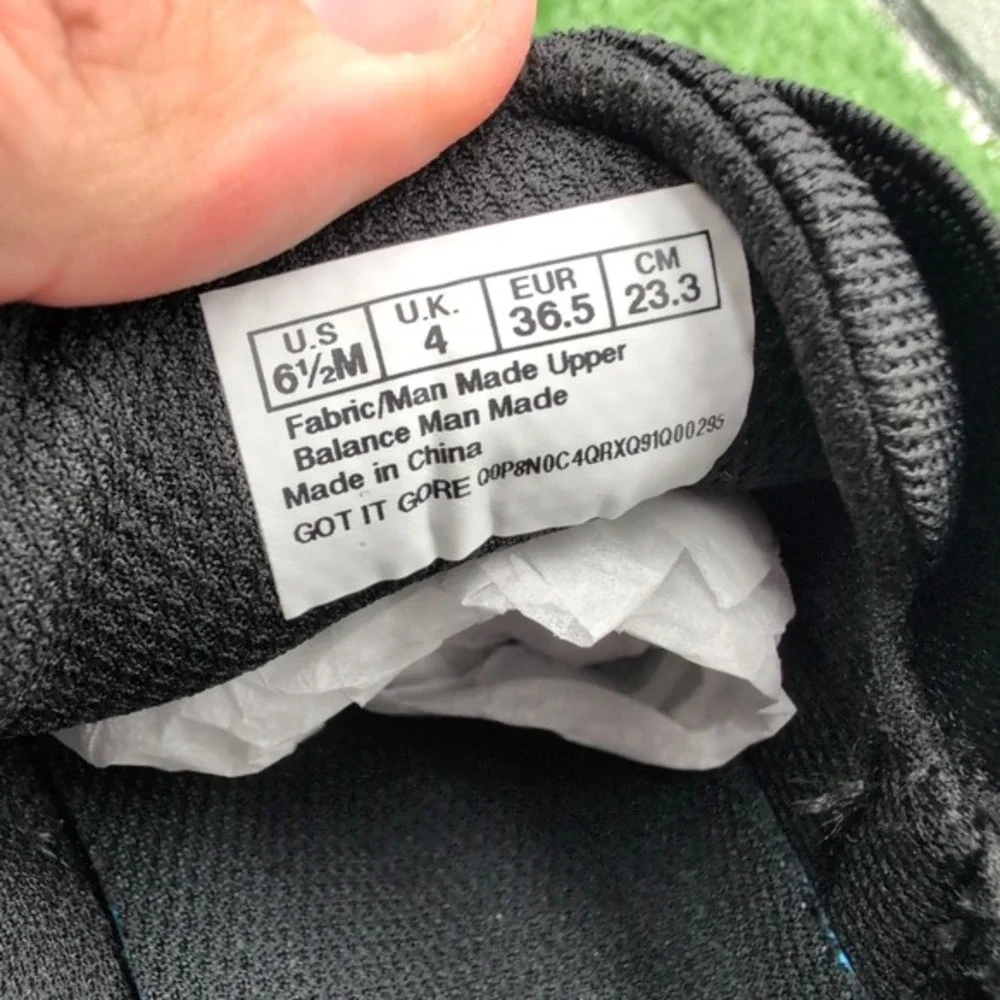 U.S U.K. EUR CM
6½M 4 36.5 23.3
Fabric/Man Made Upper
Balance Man Made
Made in China
GOT IT GORE Q0P8N0C4QRXQ91Q00295